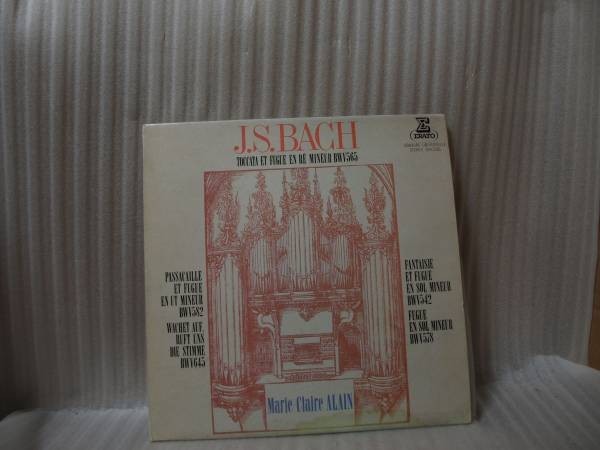 J.S.BACH
TOCCATA ET FUGUE EN RÉ MINEUR BWV565
ERATO
PASSACAILLE
ET FUGUE
EN UT MINEUR
BWV582
WACHET AUF,
RUFT UNS
DIE STIMME
BWV645
FANTAISIE
ET FUGUE
EN SOL MINEUR
BWV542
FUGUE
EN SOL MINEUR
BWV578
Marie Claire ALAIN